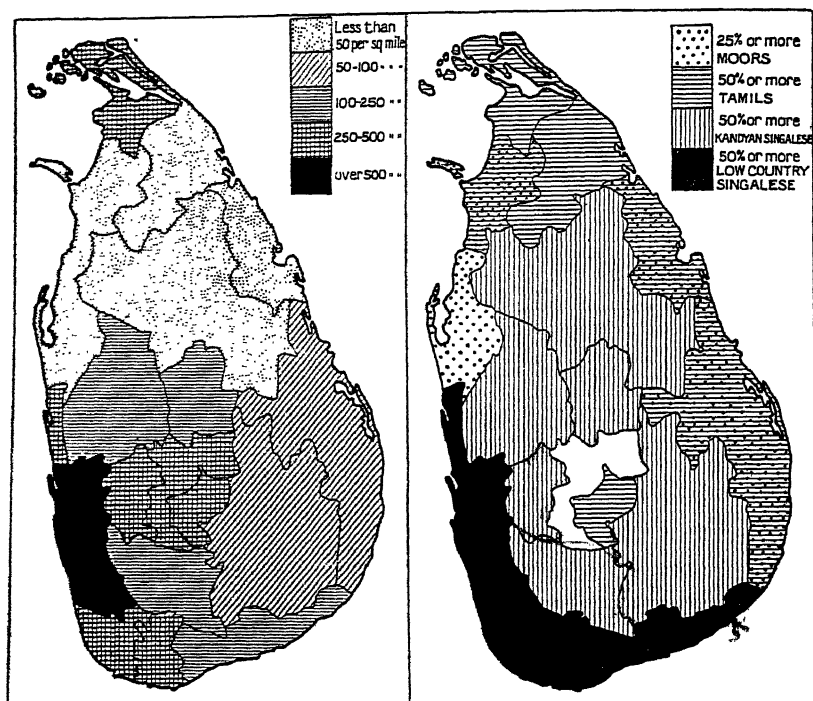 Less than
50 per sq mile
50-100 " "
100-250 " "
250-500 " "
over 500 " "
25% or more
MOORS
50% or more
TAMILS
50% or more
KANDYAN SINGALESE
50% or more
LOW COUNTRY
SINGALESE